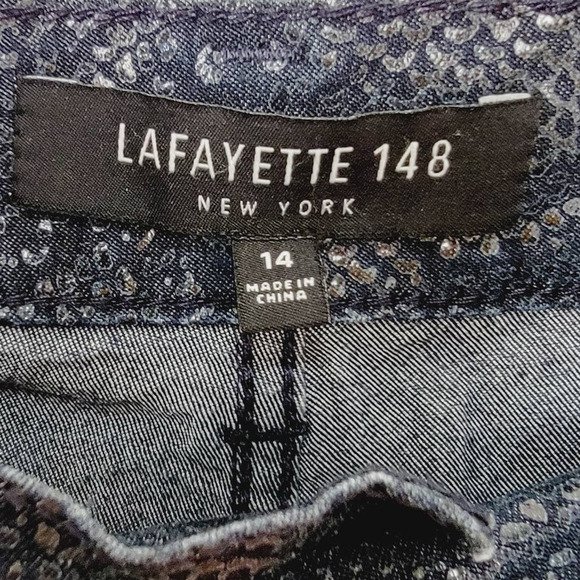 LAFAYETTE 148
NEW YORK
14
MADE IN
CHINA